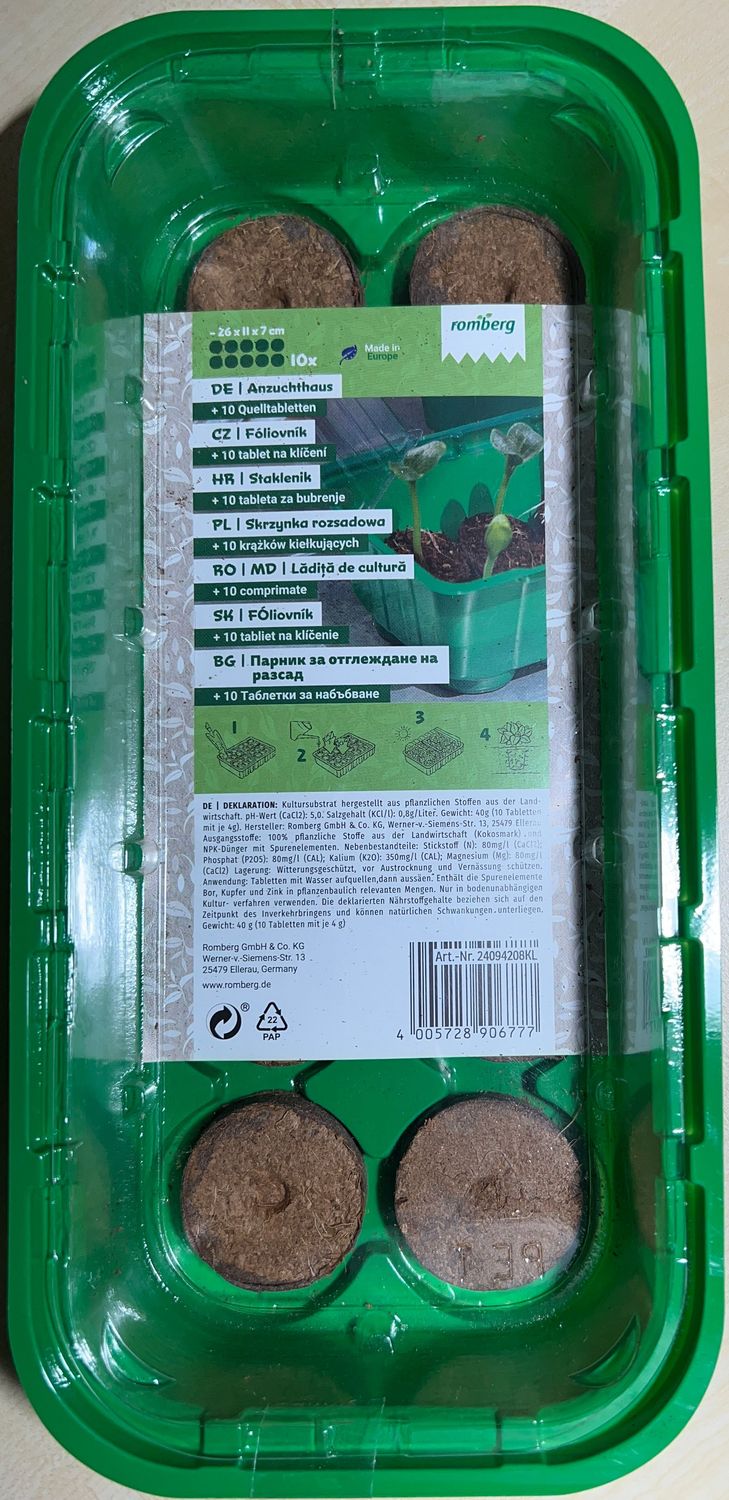 ~ 26 x 11 x 7 cm
10x
Made in
Europe
romberg
DE | Anzuchthaus
+ 10 Quelltabletten
CZ | Fóliovník
+ 10 tablet na klíčení
HR | Staklenik
+ 10 tableta za bubrenje
PL | Skrzynka rozsadowa
+ 10 krążków kiełkujących
RO | MD | Lădiță de cultură
+ 10 comprimate
SK | FÓliovník
+ 10 tabliet na klíčenie
BG | Парник за отглеждане на
разсад
+ 10 Таблетки за набъбване
1
2
3
4
DE | DEKLARATION: Kultursubstrat hergestellt aus pflanzlichen Stoffen aus der Land-
wirtschaft. pH-Wert (CaCl2): 5,0. Salzgehalt (KCl/l): 0,8g/Liter. Gewicht: 40g (10 Tabletten
mit je 4g). Hersteller: Romberg GmbH & Co. KG, Werner-v.-Siemens-Str. 13, 25479 Ellerau
Ausgangsstoffe: 100% pflanzliche Stoffe aus der Landwirtschaft (Kokosmark) und
NPK-Dünger mit Spurenelementen. Nebenbestandteile: Stickstoff (N): 80mg/l (CaCl2);
Phosphat (P2O5): 80mg/l (CAL); Kalium (K2O): 350mg/l (CAL); Magnesium (Mg): 80mg/l
(CaCl2) Lagerung: Witterungsgeschützt, vor Austrocknung und Vernässung schützen.
Anwendung: Tabletten mit Wasser aufquellen,dann aussäen. Enthält die Spurenelemente
Bor, Kupfer und Zink in pflanzenbaulich relevanten Mengen. Nur in bodenunabhängigen
Kultur- verfahren verwenden. Die deklarierten Nährstoffgehalte beziehen sich auf den
Zeitpunkt des Inverkehrbringens und können natürlichen Schwankungen unterliegen.
Gewicht: 40 g (10 Tabletten mit je 4 g)
Romberg GmbH & Co. KG
Werner-v.-Siemens-Str. 13
25479 Ellerau, Germany
www.romberg.de
Art.-Nr. 24094208KL
4 005728 906777
®
22
PAP